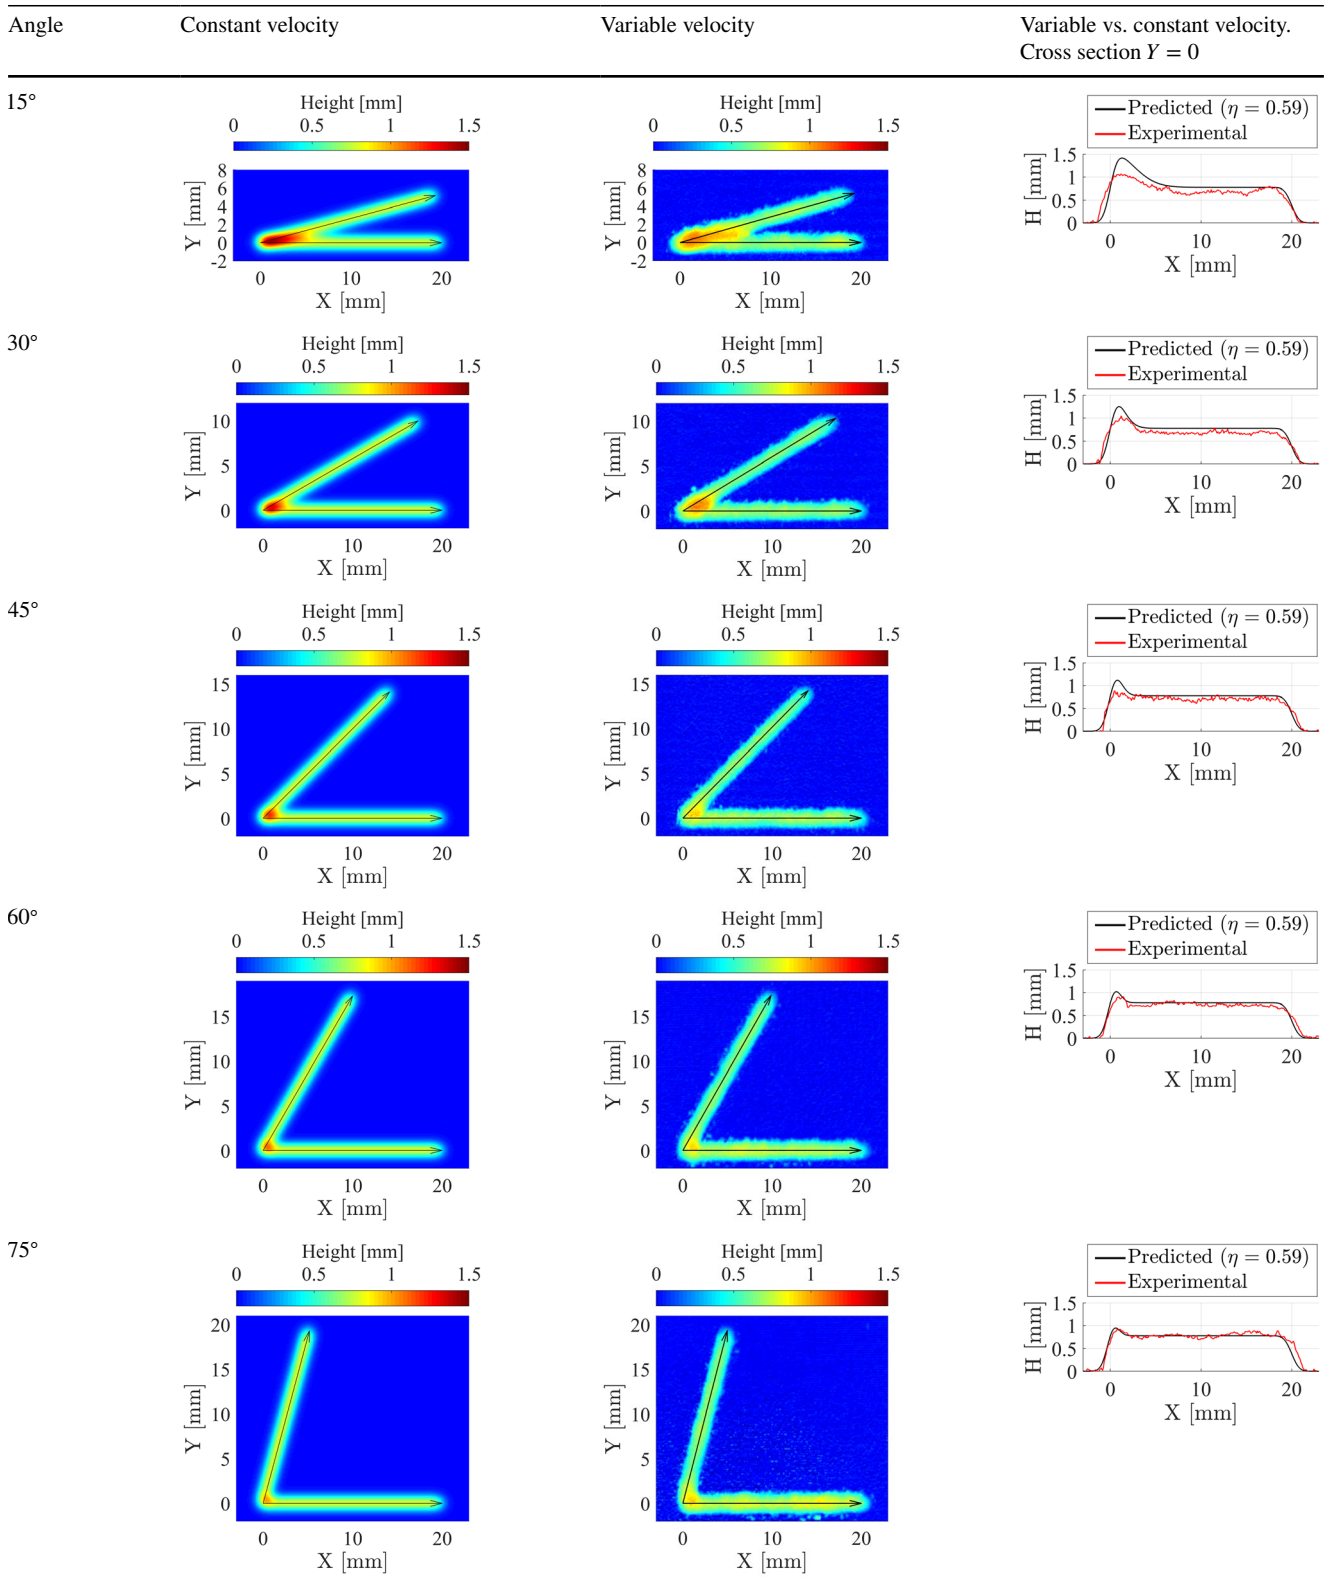 Angle Constant velocity Variable velocity Variable vs. constant velocity.
Cross section Y = 0
15°
Height [mm] Height [mm]
0 0.5 1 1.5 0 0.5 1 1.5
Predicted (η = 0.59)
Experimental
8 8
6 6
4 4
2 2
0 0
-2 -2
Y [mm] Y [mm]
0 10 20 0 10 20
X [mm] X [mm]
1.5
1
0.5
0
H [mm]
0 10 20
X [mm]
30°
Height [mm] Height [mm]
0 0.5 1 1.5 0 0.5 1 1.5
Predicted (η = 0.59)
Experimental
10 10
5 5
0 0
Y [mm] Y [mm]
0 10 20 0 10 20
X [mm] X [mm]
1.5
1
0.5
0
H [mm]
0 10 20
X [mm]
45°
Height [mm] Height [mm]
0 0.5 1 1.5 0 0.5 1 1.5
Predicted (η = 0.59)
Experimental
15 15
10 10
5 5
0 0
Y [mm] Y [mm]
0 10 20 0 10 20
X [mm] X [mm]
1.5
1
0.5
0
H [mm]
0 10 20
X [mm]
60°
Height [mm] Height [mm]
0 0.5 1 1.5 0 0.5 1 1.5
Predicted (η = 0.59)
Experimental
15 15
10 10
5 5
0 0
Y [mm] Y [mm]
0 10 20 0 10 20
X [mm] X [mm]
1.5
1
0.5
0
H [mm]
0 10 20
X [mm]
75°
Height [mm] Height [mm]
0 0.5 1 1.5 0 0.5 1 1.5
Predicted (η = 0.59)
Experimental
20 20
15 15
10 10
5 5
0 0
Y [mm] Y [mm]
0 10 20 0 10 20
X [mm] X [mm]
1.5
1
0.5
0
H [mm]
0 10 20
X [mm]